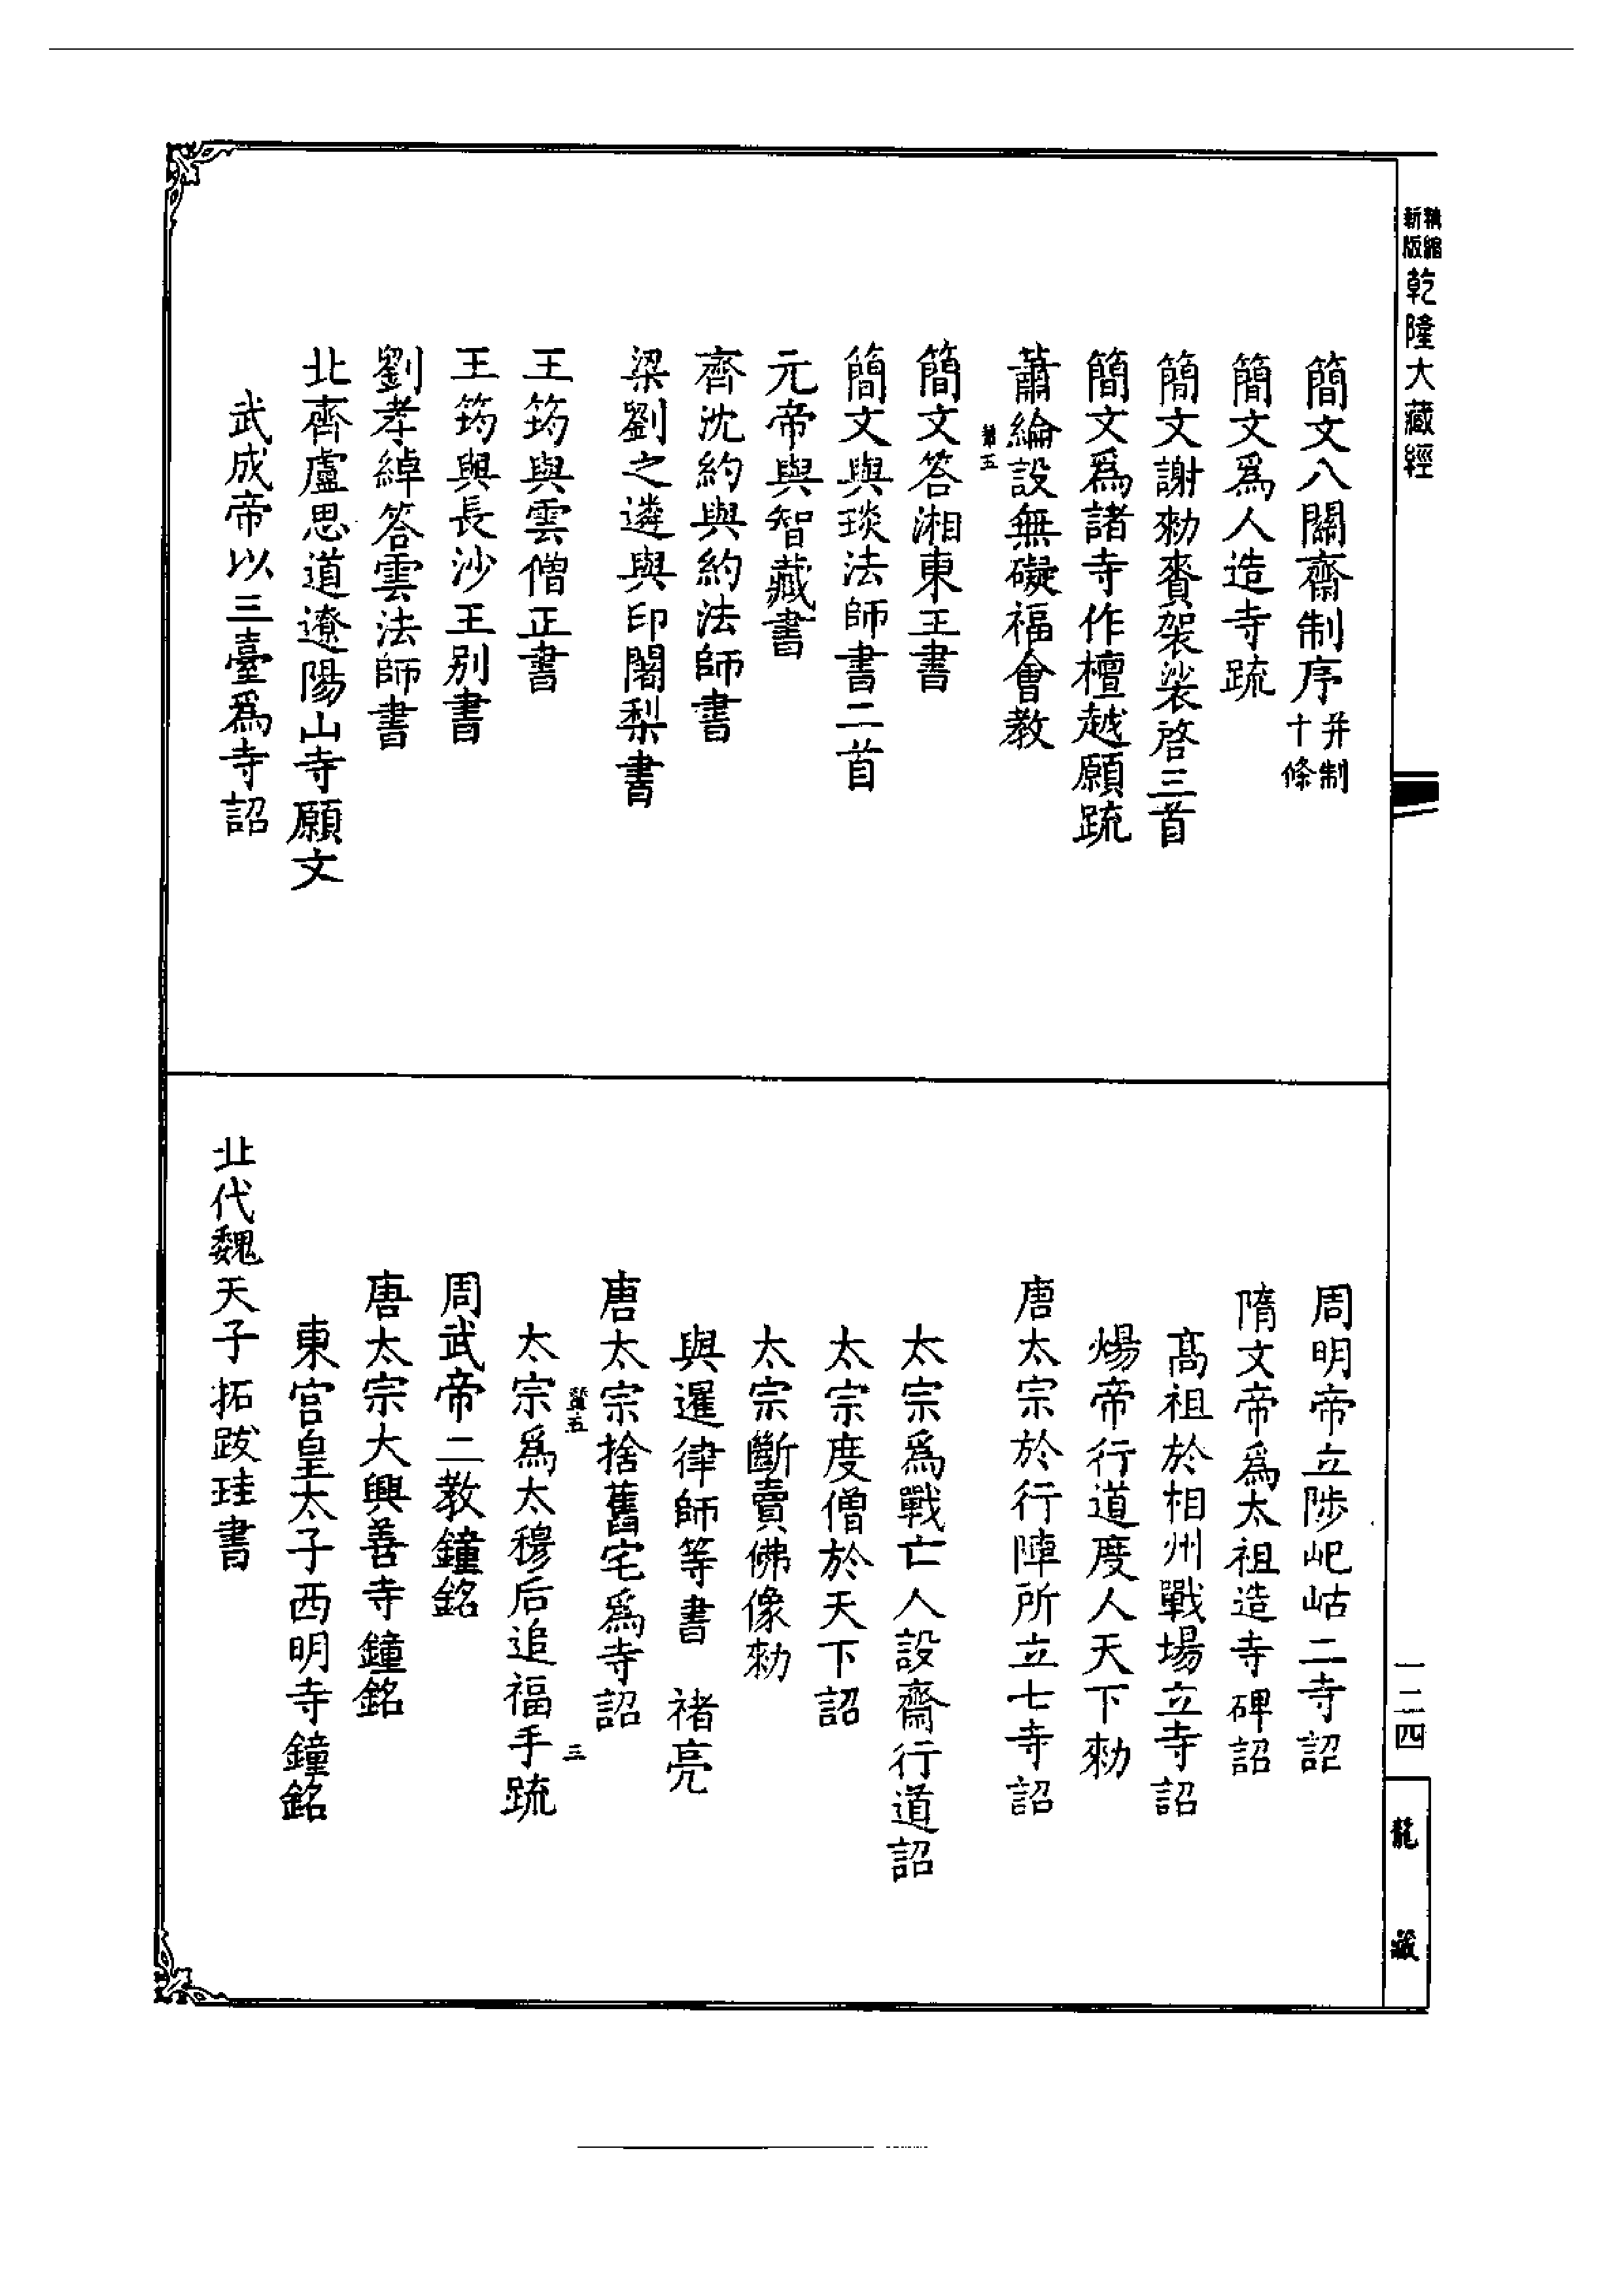 新版精縮
乾隆大藏經
簡文八關齋制序并制十條
簡文為人造寺䟽
簡文謝勑賚袈裟啓三首
簡文爲諸寺作檀越願䟽
蕭綸設無礙福會教
簡文答湘東王書
簡文與琰法師書二首
元帝與智藏書
齊沈約與約法師書
梁劉之遴與印闍梨書
王筠與雲僧正書
王筠與長沙王別書
劉孝綽答雲法師書
北齊盧思道遼陽山寺願文
武成帝以三臺爲寺詔
周明帝立陟屺岵二寺詔
隋文帝爲太祖造寺碑詔
高祖於相州戰場立寺詔
煬帝行道度人天下勑
唐太宗於行陣所立七寺詔
太宗爲戰亡人設齋行道詔
太宗度僧於天下詔
太宗斷賣佛像勑
與暹律師等書　褚亮
唐太宗捨舊宅爲寺詔
三
太宗爲太穆后追福手䟽
周武帝二教鐘銘
唐太宗大興善寺鐘銘
東宮皇太子西明寺鐘銘
北代魏天子拓跋珪書
一二四
龍藏